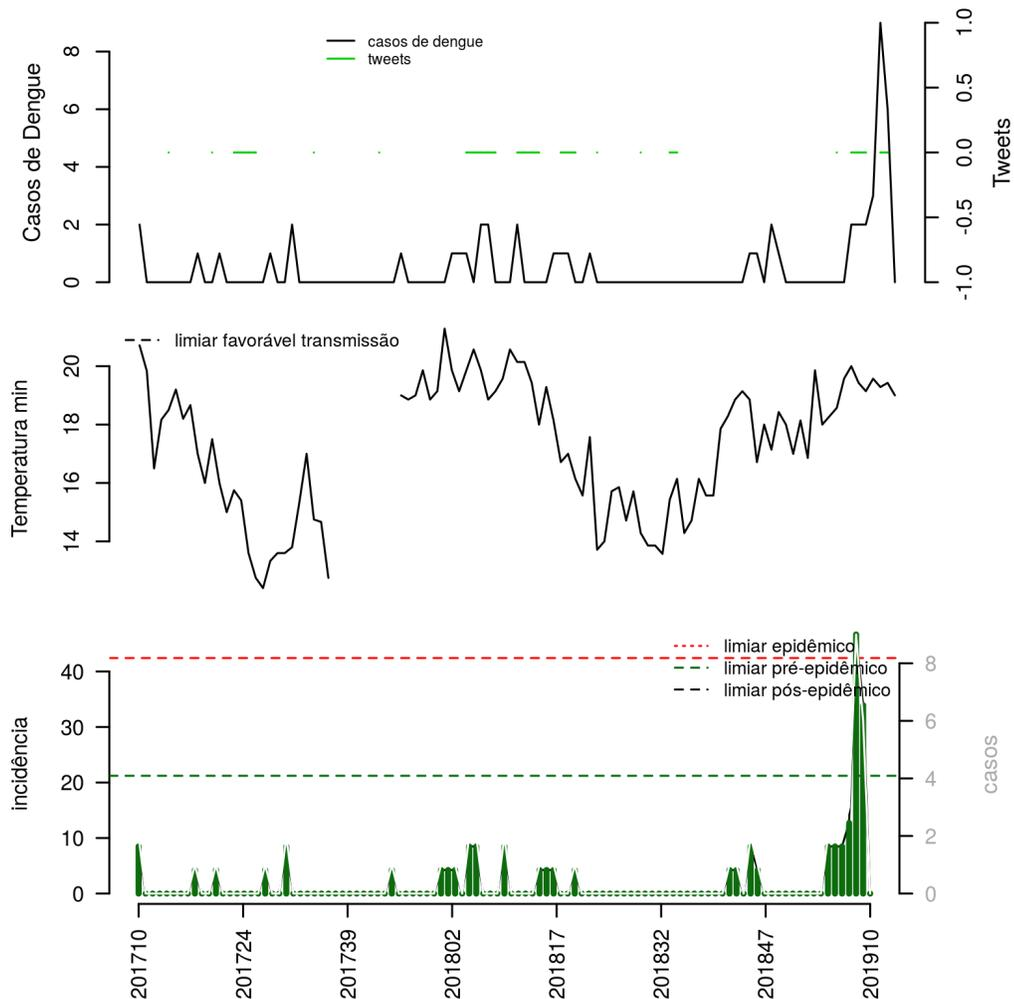 casos de dengue
tweets
Casos de Dengue
0 2 4 6 8
Tweets
-1.0 -0.5 0.0 0.5 1.0
limiar favorável transmissão
Temperatura min
14 16 18 20
limiar epidêmico
limiar pré-epidêmico
limiar pós-epidêmico
incidência
0 10 20 30 40
casos
0 2 4 6 8
201710 201724 201739 201802 201817 201832 201847 201910